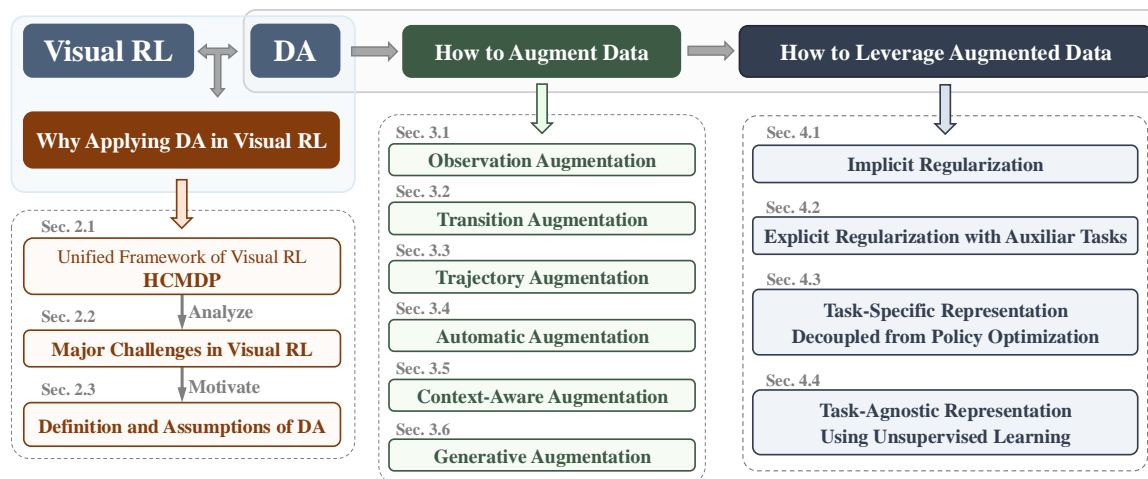 Visual RL
DA
How to Augment Data
How to Leverage Augmented Data
Why Applying DA in Visual RL
Sec. 2.1
Unified Framework of Visual RL
HCMDP
Analyze
Sec. 2.2
Major Challenges in Visual RL
Motivate
Sec. 2.3
Definition and Assumptions of DA
Sec. 3.1
Observation Augmentation
Sec. 3.2
Transition Augmentation
Sec. 3.3
Trajectory Augmentation
Sec. 3.4
Automatic Augmentation
Sec. 3.5
Context-Aware Augmentation
Sec. 3.6
Generative Augmentation
Sec. 4.1
Implicit Regularization
Sec. 4.2
Explicit Regularization with Auxiliar Tasks
Sec. 4.3
Task-Specific Representation
Decoupled from Policy Optimization
Sec. 4.4
Task-Agnostic Representation
Using Unsupervised Learning